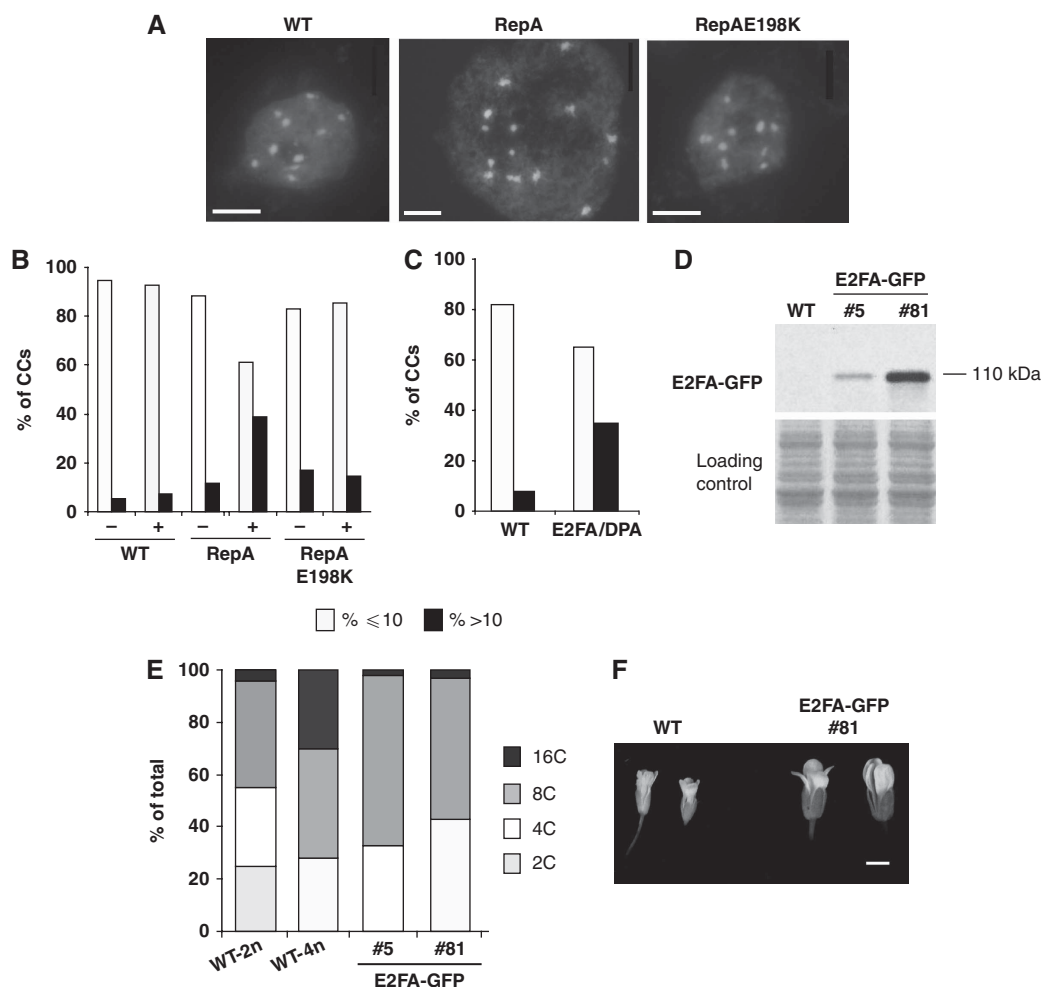 A
WT
RepA
RepAE198K
B
% of CCs
100
80
60
40
20
0
–
+
–
+
–
+
WT
RepA
RepA
E198K
C
% of CCs
100
80
60
40
20
0
WT
E2FA/DPA
D
E2FA-GFP
WT
#5
#81
E2FA-GFP
110 kDa
Loading
control
% ⩽10
% >10
E
% of total
100
80
60
40
20
0
WT-2n
WT-4n
#5
#81
E2FA-GFP
16C
8C
4C
2C
F
WT
E2FA-GFP
#81